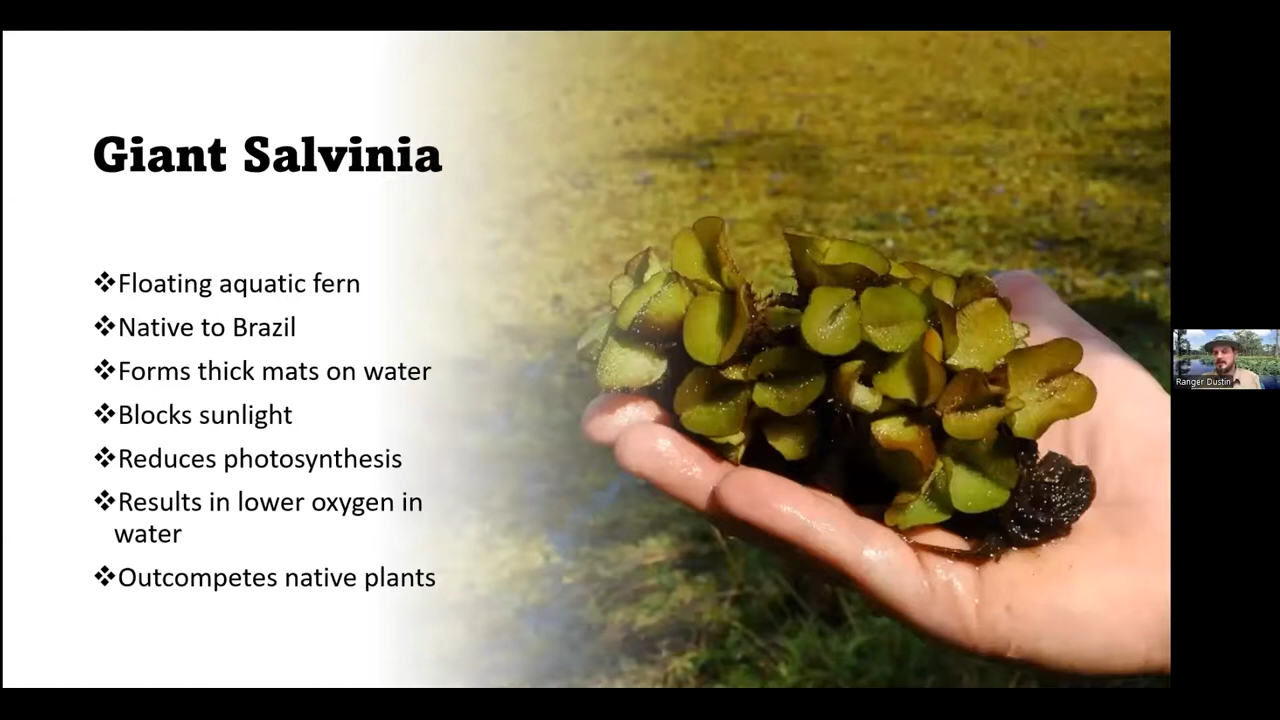 Giant Salvinia
❖Floating aquatic fern
❖Native to Brazil
❖Forms thick mats on water
❖Blocks sunlight
❖Reduces photosynthesis
❖Results in lower oxygen in
water
❖Outcompetes native plants
Ranger Dustin